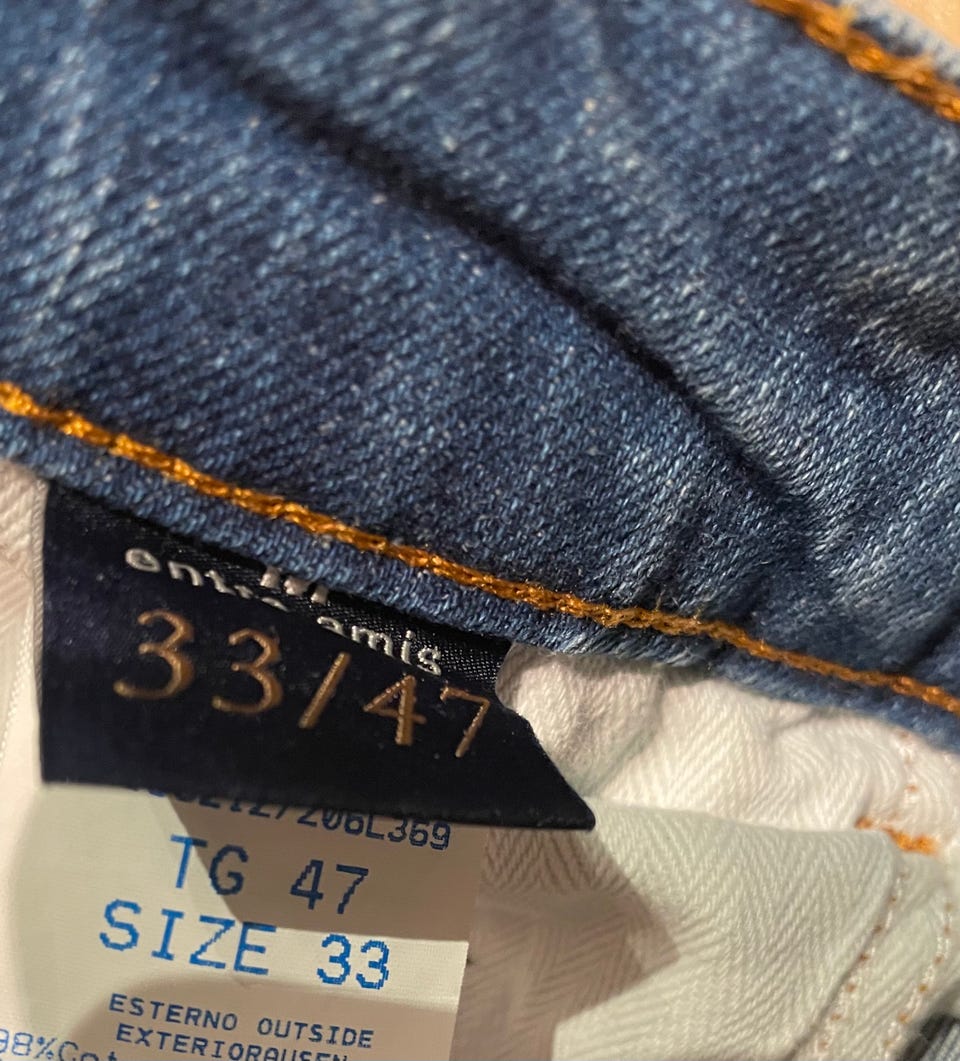 entre amis
33/47
TG 47
SIZE 33
ESTERNO OUTSIDE